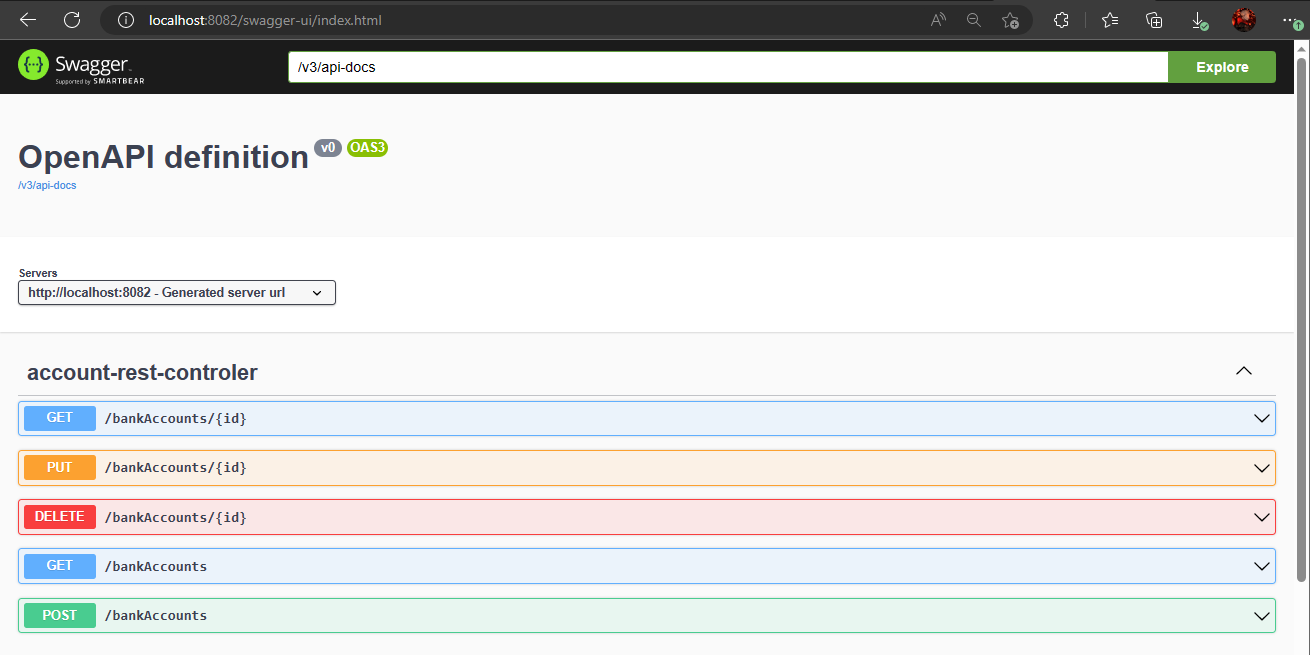 localhost:8082/swagger-ui/index.html
Swagger
Supported by SMARTBEAR
/v3/api-docs
Explore
OpenAPI definition v0 OAS3
/v3/api-docs
Servers
http://localhost:8082 - Generated server url
account-rest-controler
GET /bankAccounts/{id}
PUT /bankAccounts/{id}
DELETE /bankAccounts/{id}
GET /bankAccounts
POST /bankAccounts